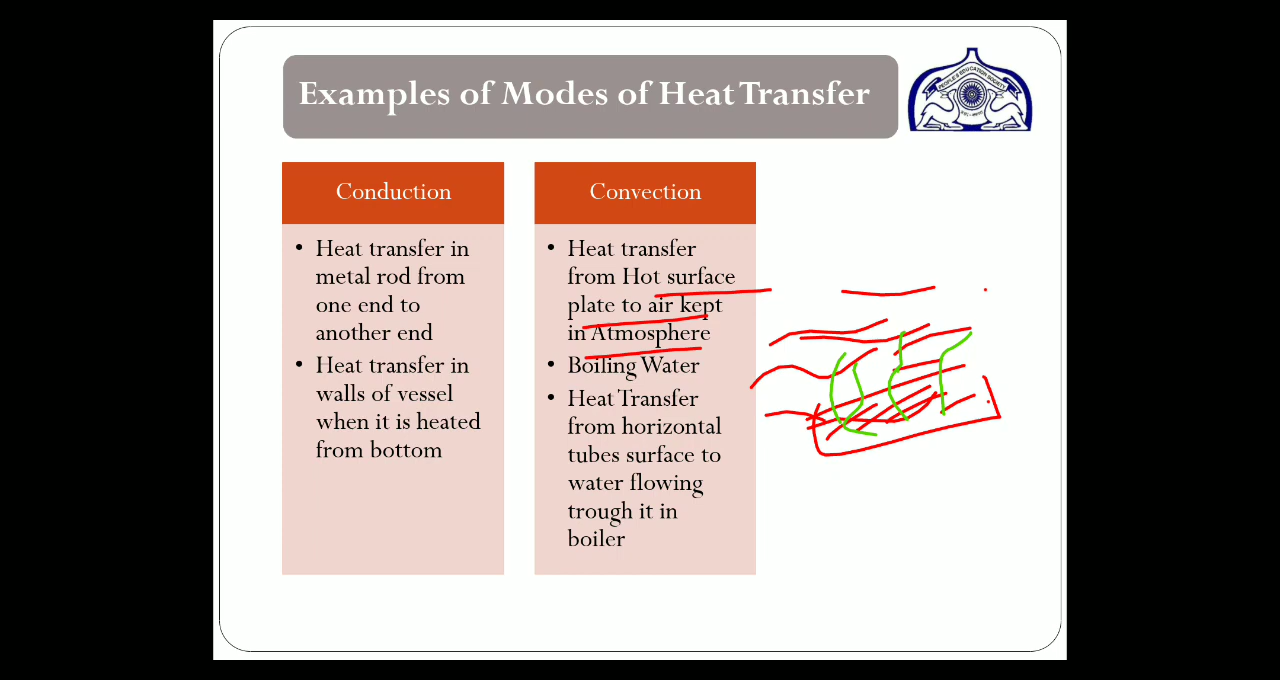 Examples of Modes of Heat Transfer
PEOPLE'S EDUCATION SOCIETY
Conduction
• Heat transfer in
metal rod from
one end to
another end
• Heat transfer in
walls of vessel
when it is heated
from bottom
Convection
• Heat transfer
from Hot surface
plate to air kept
in Atmosphere
• Boiling Water
• Heat Transfer
from horizontal
tubes surface to
water flowing
trough it in
boiler